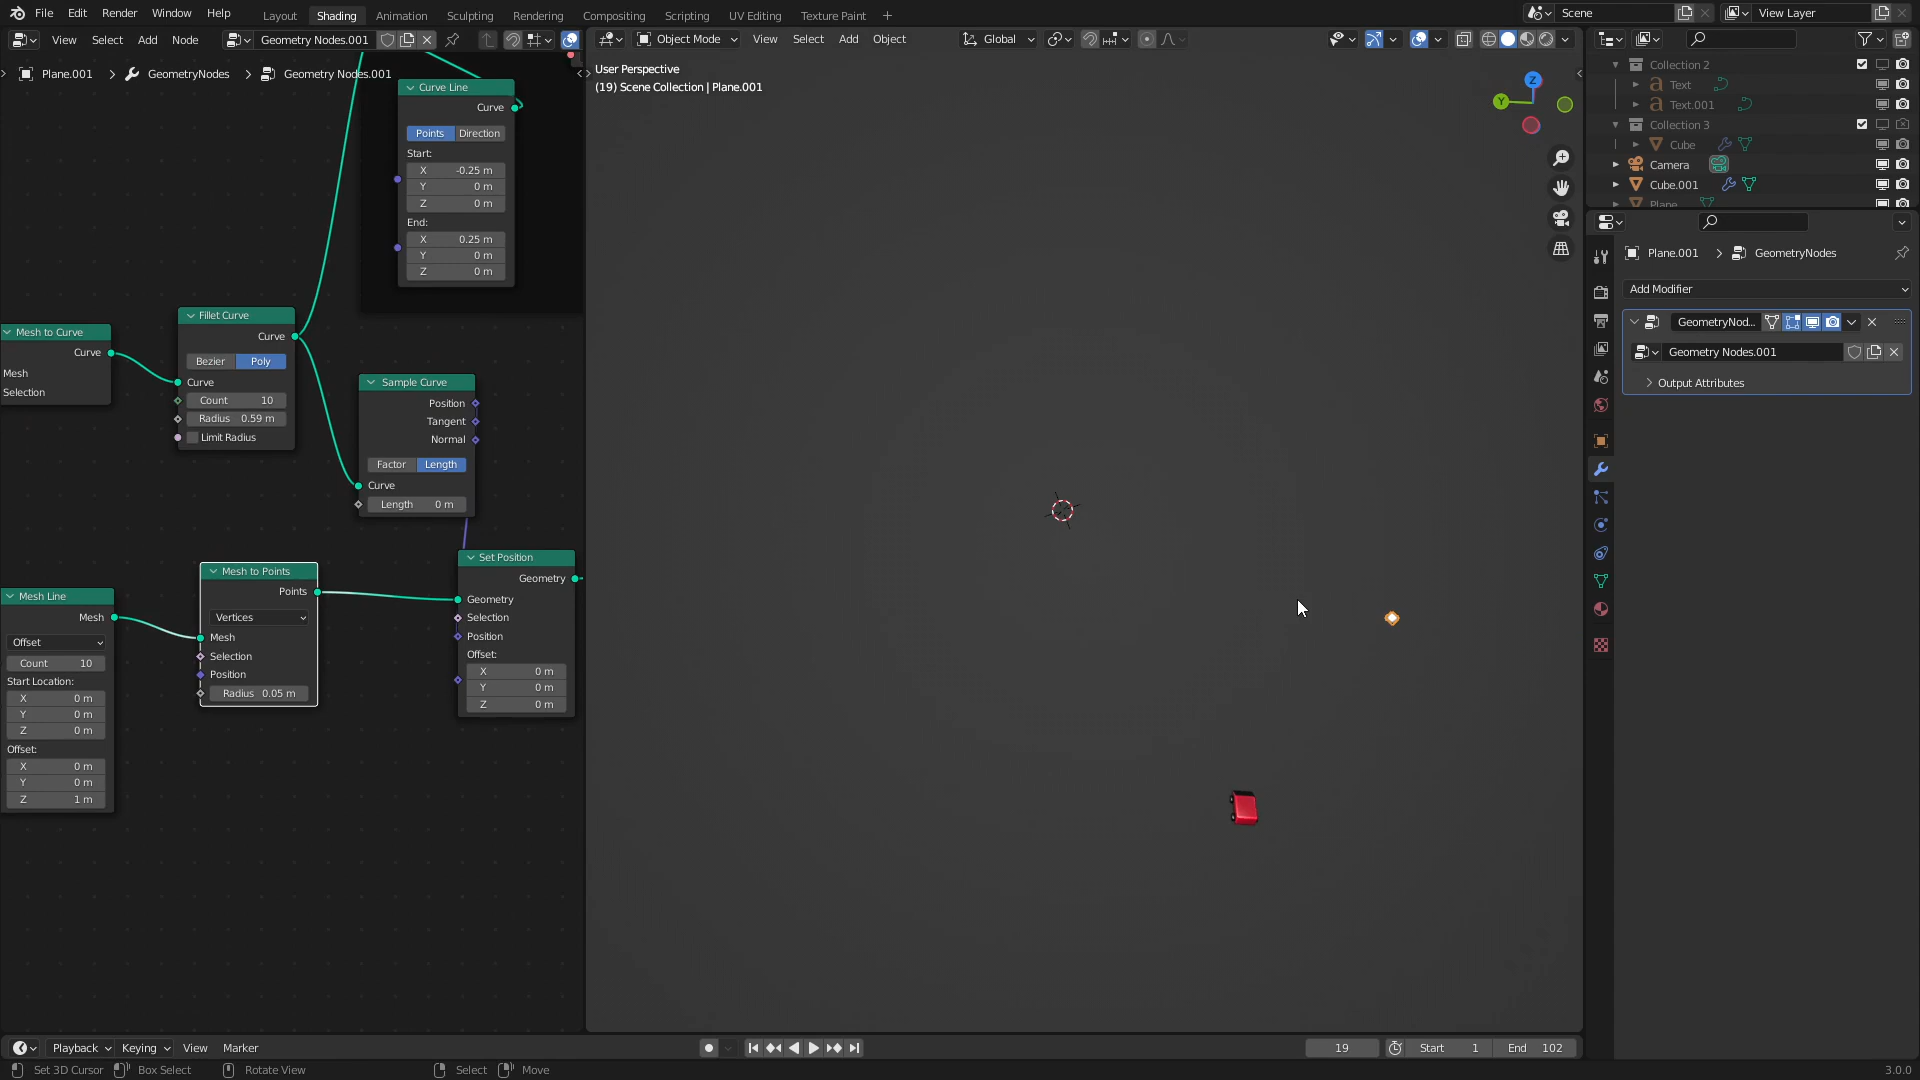 File Edit Render Window Help
Layout Shading Animation Sculpting Rendering Compositing Scripting UV Editing Texture Paint +
Scene
View Layer
View Select Add Node
Geometry Nodes.001
Object Mode View Select Add Object
Global
Plane.001 > GeometryNodes > Geometry Nodes.001
User Perspective
(19) Scene Collection | Plane.001
Z
Y
Curve Line
Curve
Points Direction
Start:
X -0.25 m
Y 0 m
Z 0 m
End:
X 0.25 m
Y 0 m
Z 0 m
Mesh to Curve
Curve
Mesh
Selection
Fillet Curve
Curve
Bezier Poly
Curve
Count 10
Radius 0.59 m
Limit Radius
Sample Curve
Position
Tangent
Normal
Factor Length
Curve
Length 0 m
Mesh Line
Mesh
Offset
Count 10
Start Location:
X 0 m
Y 0 m
Z 0 m
Offset:
X 0 m
Y 0 m
Z 1 m
Mesh to Points
Points
Vertices
Mesh
Selection
Position
Radius 0.05 m
Set Position
Geometry
Geometry
Selection
Position
Offset:
X 0 m
Y 0 m
Z 0 m
Collection 2
Text
Text.001
Collection 3
Cube
Camera
Cube.001
Plane
Plane.001 > GeometryNodes
Add Modifier
GeometryNod...
Geometry Nodes.001
Output Attributes
Playback Keying View Marker
19
Start 1
End 102
Set 3D Cursor Box Select Rotate View Select Move
3.0.0